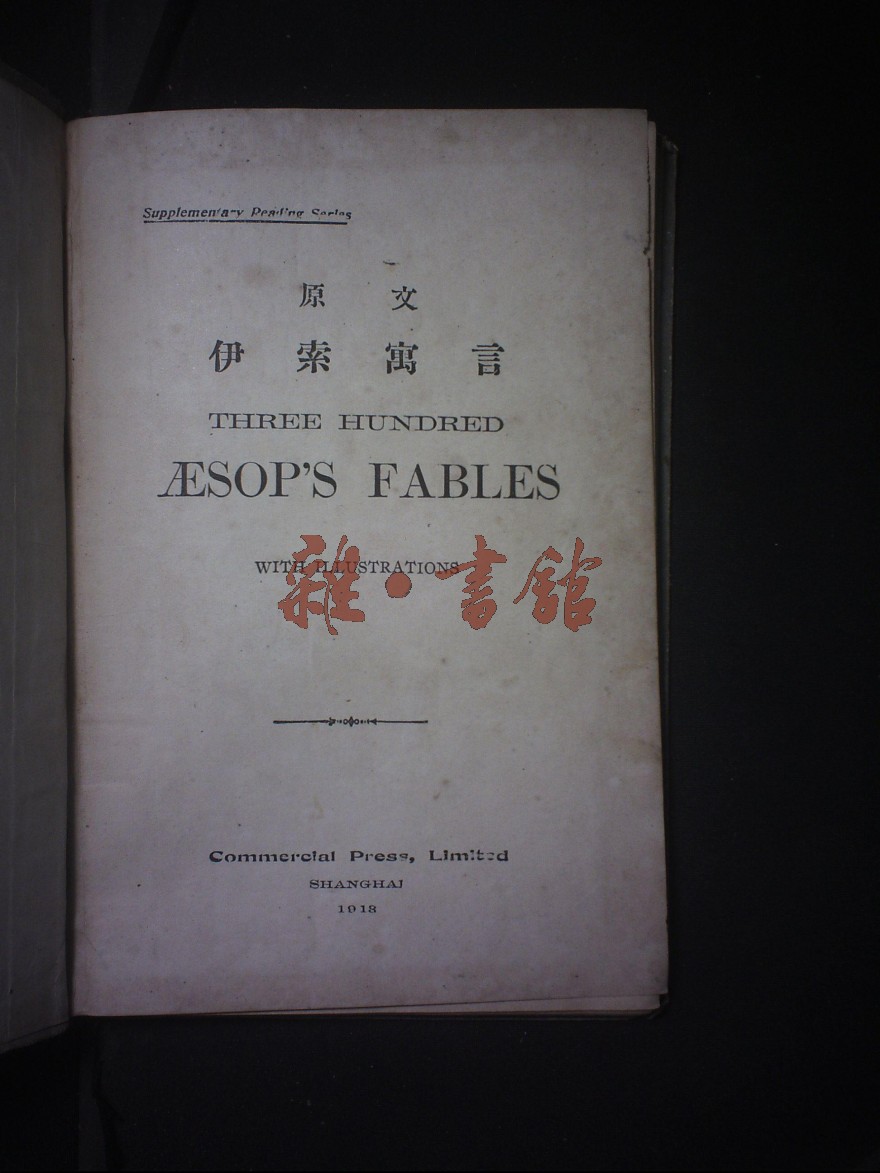 Supplementary Reading Series
原文
伊索寓言
THREE HUNDRED
ÆSOP'S FABLES
WITH ILLUSTRATIONS
雜·書館
Commercial Press, Limited
SHANGHAI
1918